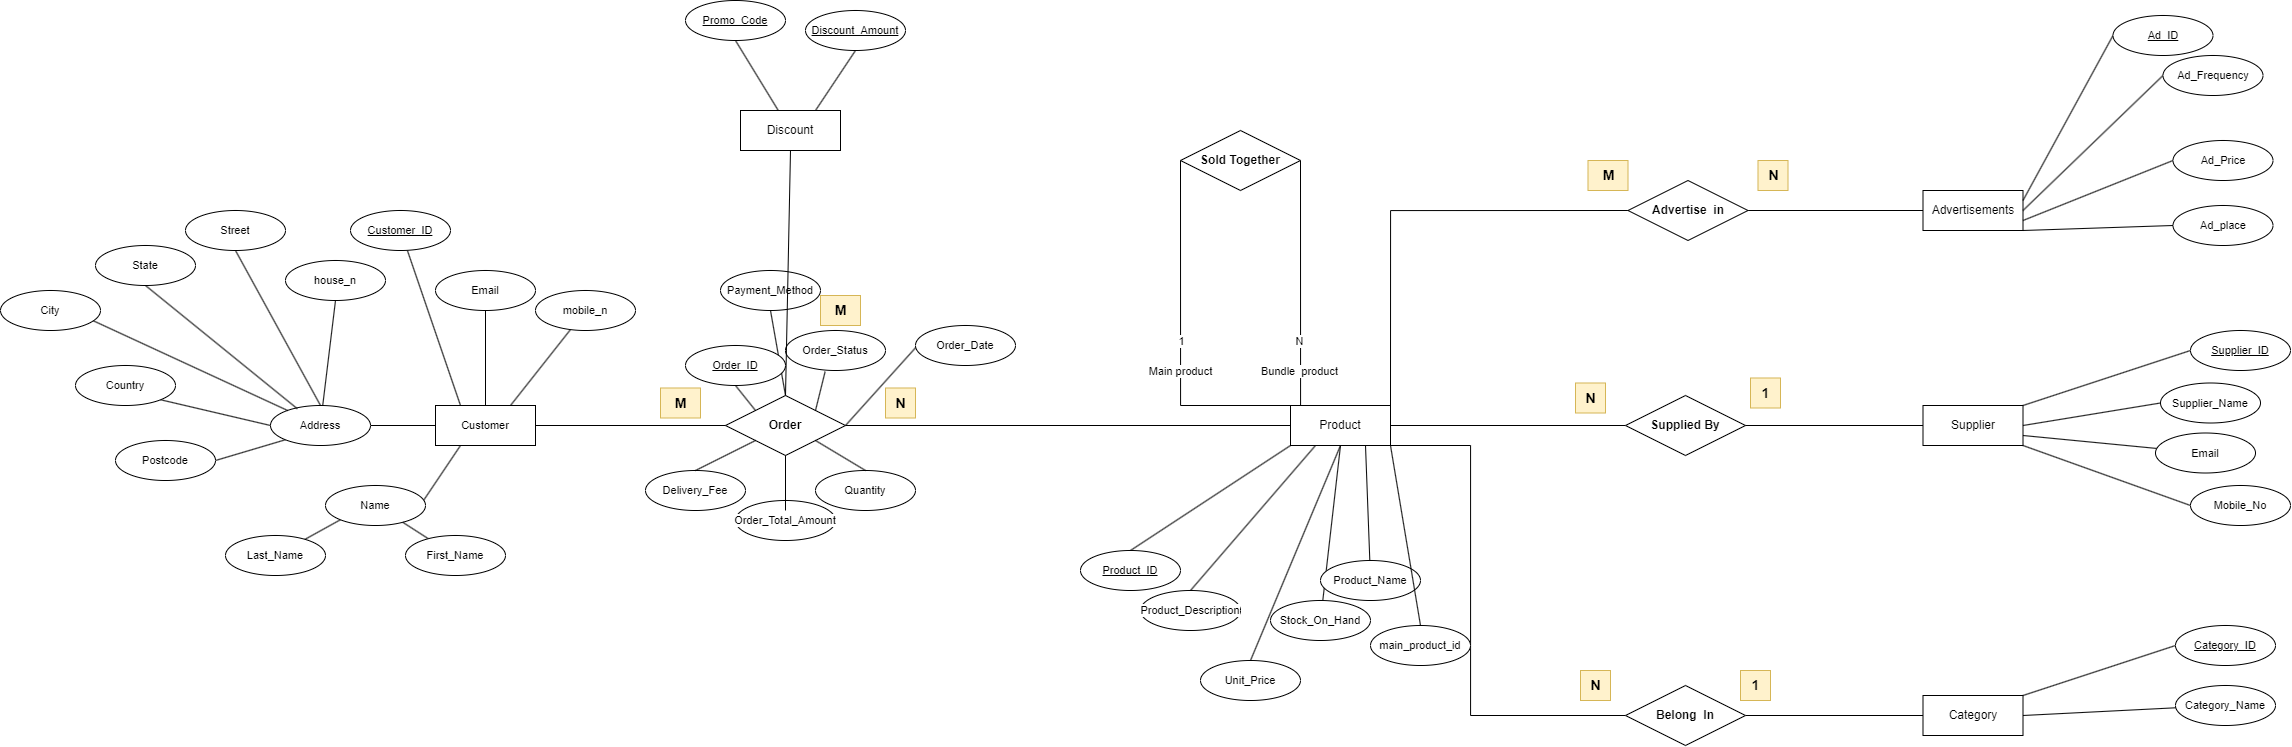 Promo_Code
Discount_Amount
Discount
Ad_ID
Ad_Frequency
Ad_Price
Ad_place
Advertisements
Sold Together
M
Advertise in
N
Street
Customer_ID
State
house_n
Email
mobile_n
City
Country
Address
Postcode
Customer
Name
Last_Name
First_Name
Payment_Method
M
Order_Status
Order_Date
Order_ID
M
Order
N
Delivery_Fee
Order_Total_Amount
Quantity
1
N
Main product
Bundle product
Product
N
Supplied By
1
Supplier
Supplier_ID
Supplier_Name
Email
Mobile_No
Product_ID
Product_Description
Product_Name
Stock_On_Hand
main_product_id
Unit_Price
N
Belong In
1
Category
Category_ID
Category_Name